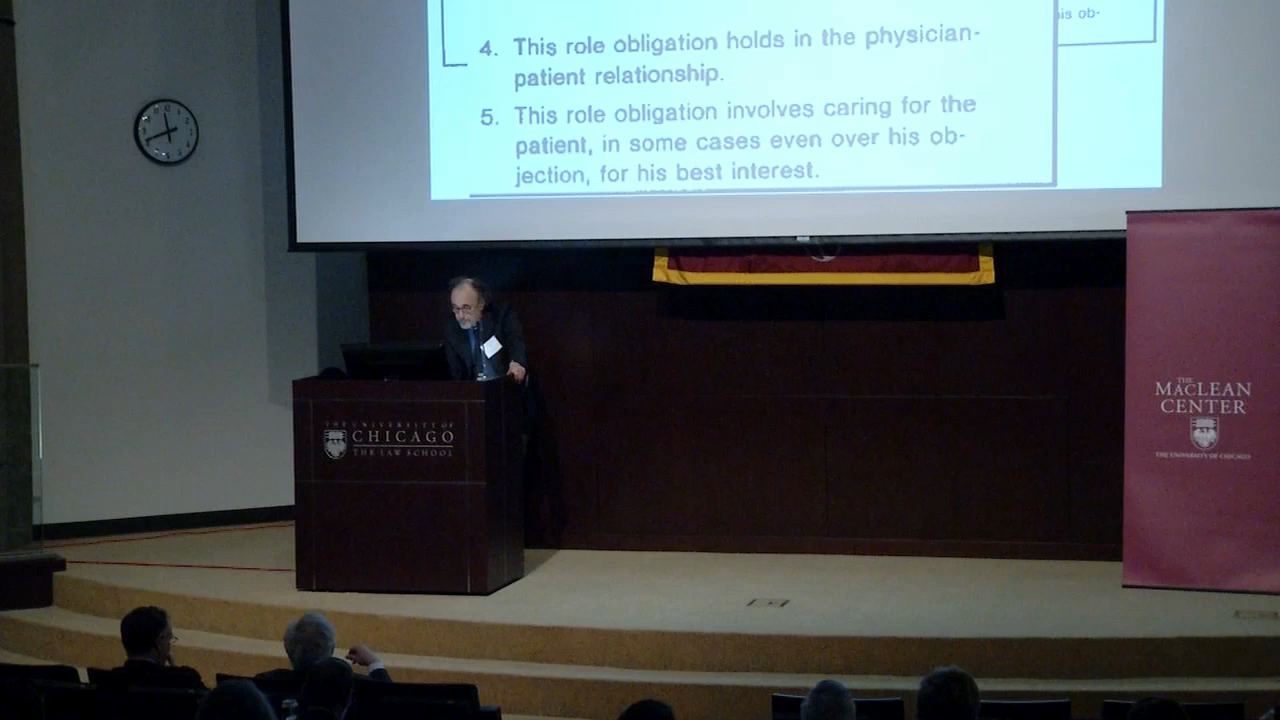 his ob-
4. This role obligation holds in the physician-
patient relationship.
5. This role obligation involves caring for the
patient, in some cases even over his ob-
jection, for his best interest.
THE UNIVERSITY OF
CHICAGO
THE LAW SCHOOL
THE
MACLEAN
CENTER
THE UNIVERSITY OF CHICAGO